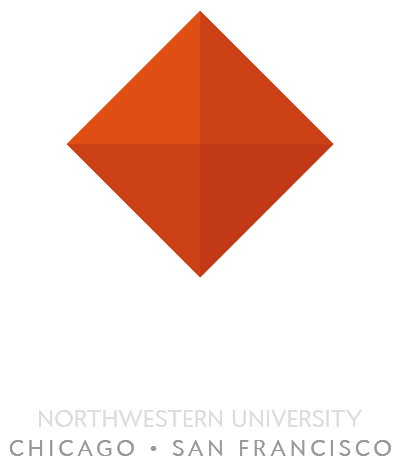 NORTHWESTERN UNIVERSITY
CHICAGO • SAN FRANCISCO